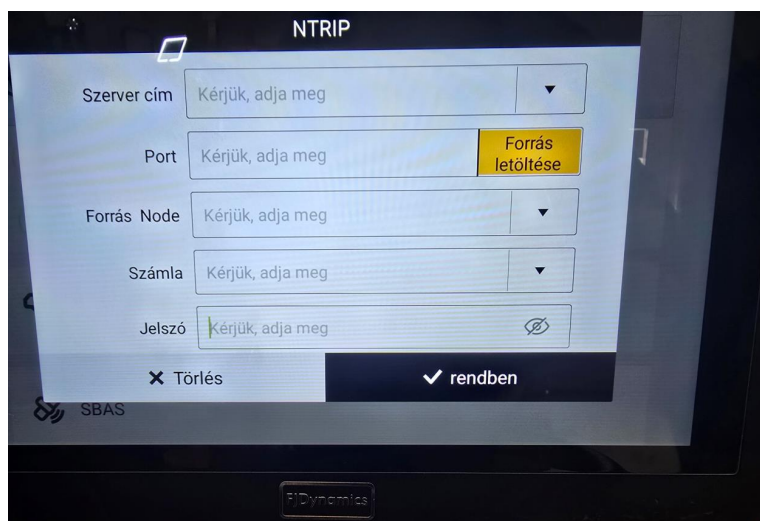 NTRIP
Szerver cím Kérjük, adja meg
Port Kérjük, adja meg Forrás letöltése
Forrás Node Kérjük, adja meg
Számla Kérjük, adja meg
Jelszó Kérjük, adja meg
Törlés rendben
SBAS
FJDynamics